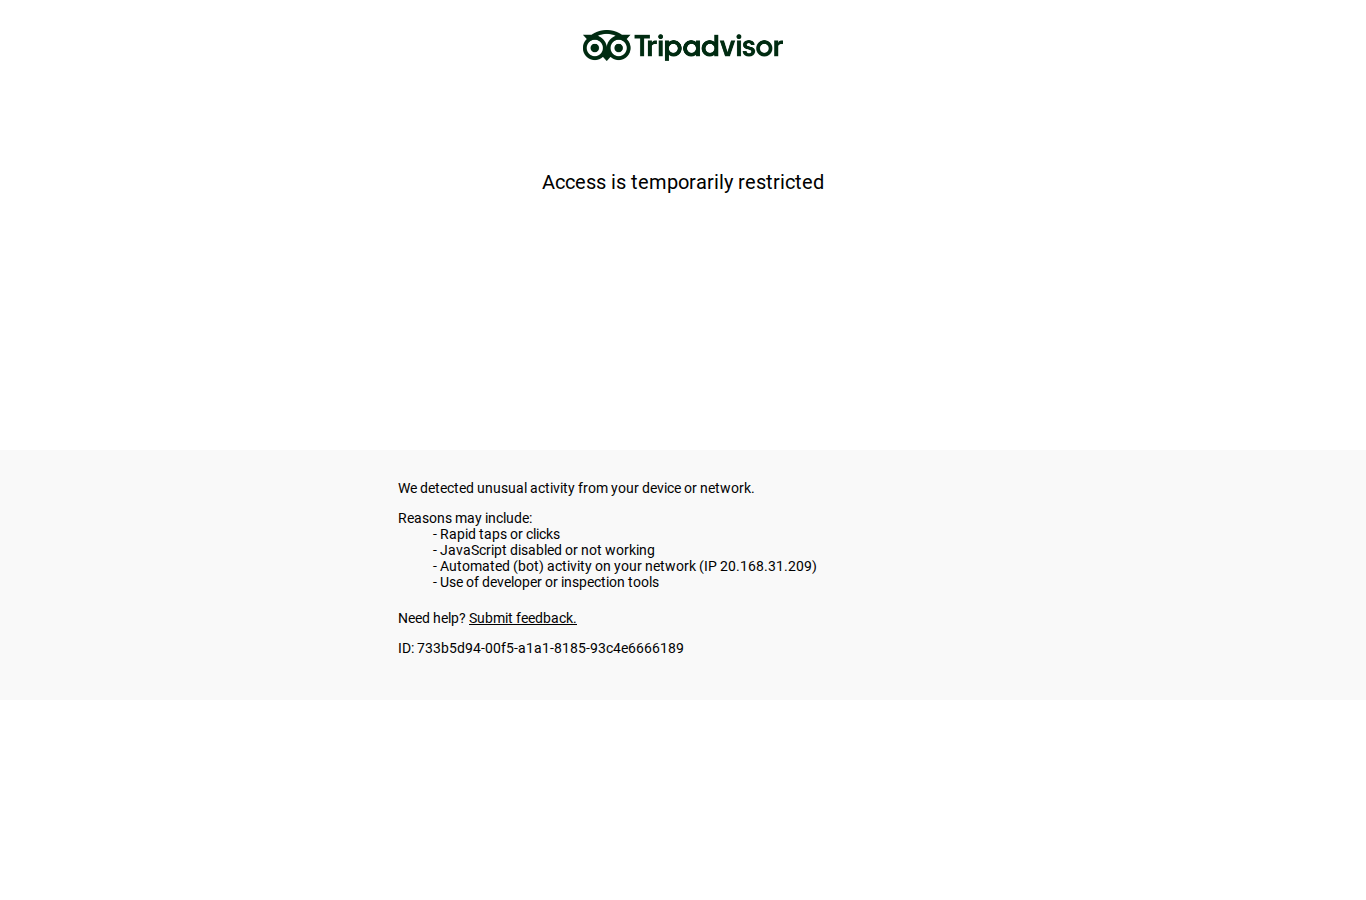 Tripadvisor
Access is temporarily restricted
We detected unusual activity from your device or network.
Reasons may include:
- Rapid taps or clicks
- JavaScript disabled or not working
- Automated (bot) activity on your network (IP 20.168.31.209)
- Use of developer or inspection tools
Need help? Submit feedback.
ID: 733b5d94-00f5-a1a1-8185-93c4e6666189